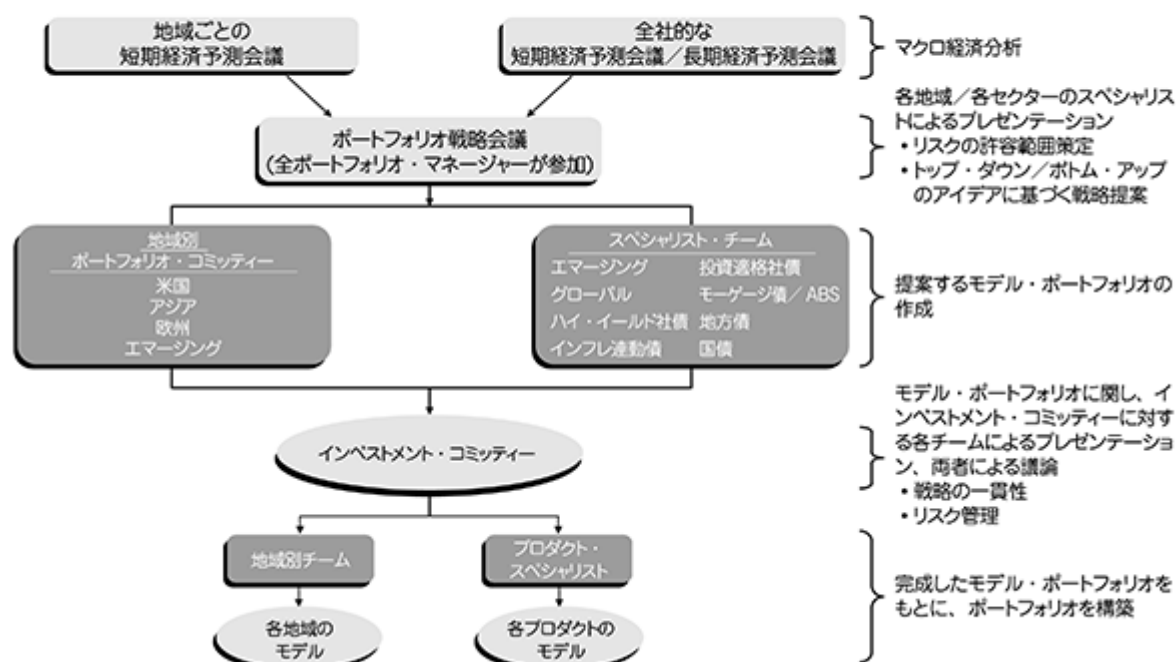 地域ごとの
短期経済予測会議
全社的な
短期経済予測会議／長期経済予測会議
マクロ経済分析
ポートフォリオ戦略会議
(全ポートフォリオ・マネージャーが参加)
各地域／各セクターのスペシャリス
トによるプレゼンテーション
・リスクの許容範囲策定
・トップ・ダウン／ボトム・アップ
のアイデアに基づく戦略提案
地域別
ポートフォリオ・コミッティー
米国
アジア
欧州
エマージング
スペシャリスト・チーム
エマージング 投資適格社債
グローバル モーゲージ債／ABS
ハイ・イールド社債 地方債
インフレ連動債 国債
提案するモデル・ポートフォリオの
作成
インベストメント・コミッティー
モデル・ポートフォリオに関し、イ
ンベストメント・コミッティーに対す
る各チームによるプレゼンテーショ
ン、両者による議論
・戦略の一貫性
・リスク管理
地域別チーム
プロダクト・
スペシャリスト
各地域の
モデル
各プロダクトの
モデル
完成したモデル・ポートフォリオを
もとに、ポートフォリオを構築